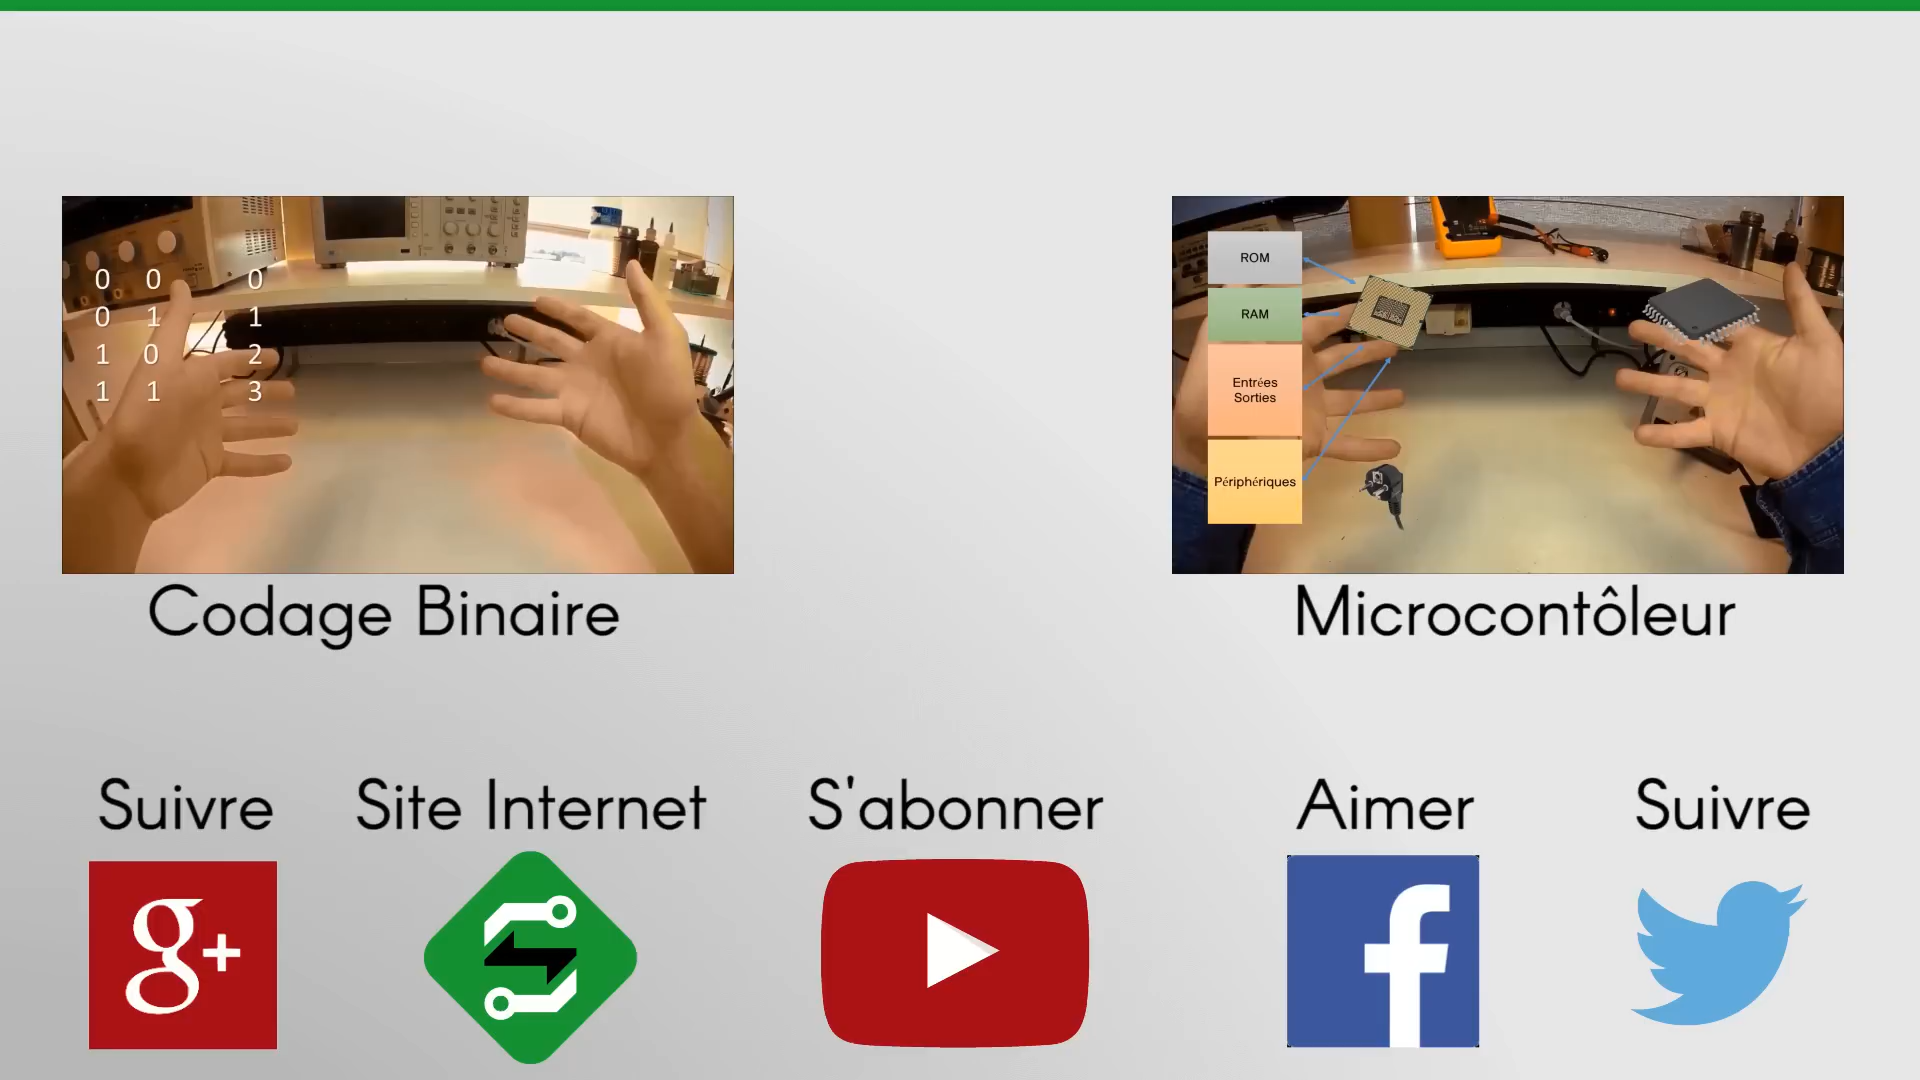 0 0 0
0 1 1
1 0 2
1 1 3
ROM
RAM
Entrées
Sorties
Périphériques
Codage Binaire
Microcontôleur
Suivre
Site Internet
S'abonner
Aimer
Suivre
g+
f